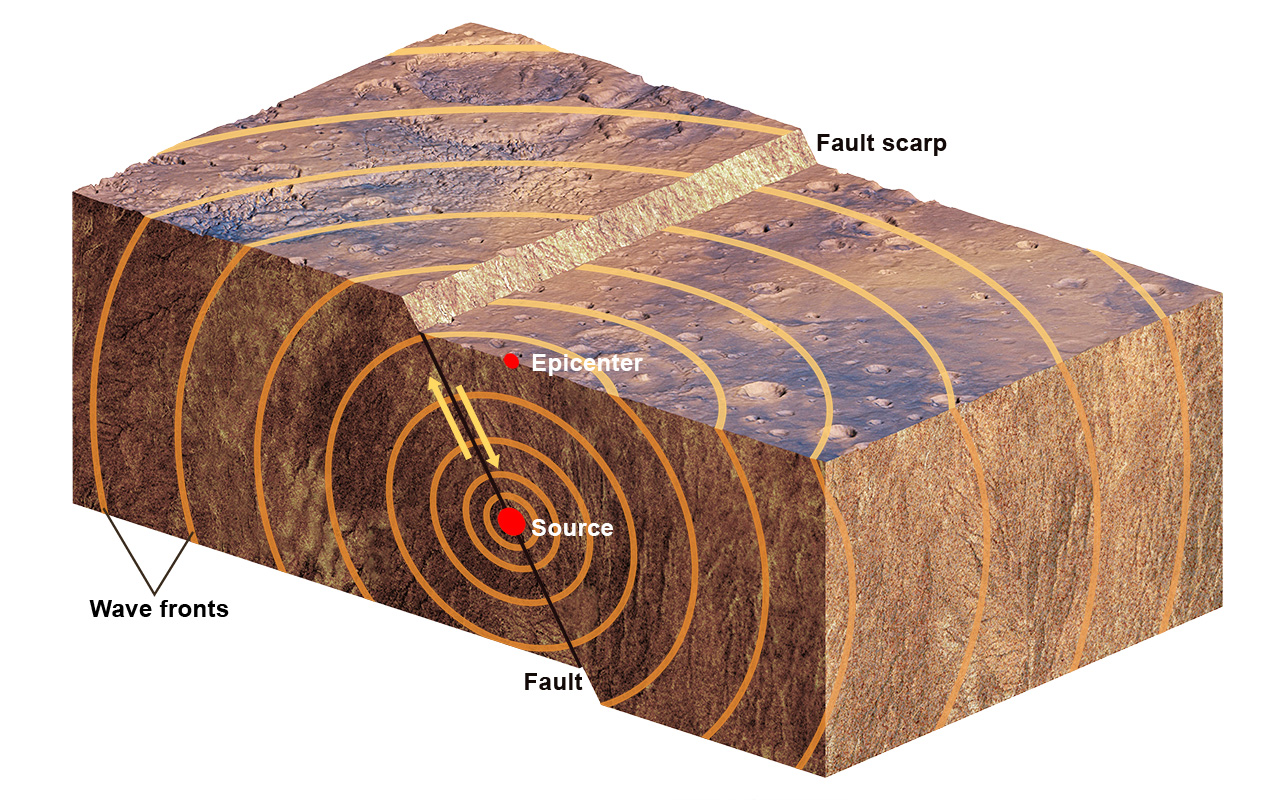 Fault scarp
Epicenter
Source
Wave fronts
Fault